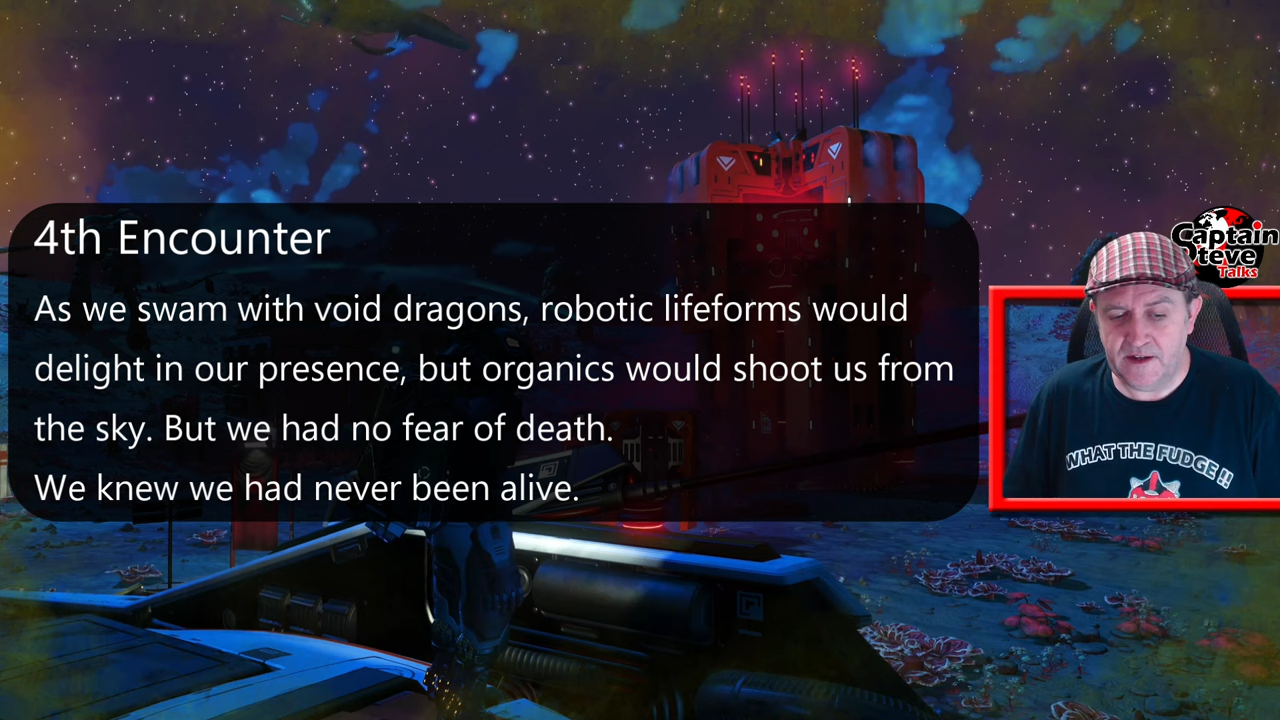 4th Encounter
As we swam with void dragons, robotic lifeforms would
delight in our presence, but organics would shoot us from
the sky. But we had no fear of death.
We knew we had never been alive.
Captain
Steve
Talks
WHAT THE FUDGE !!